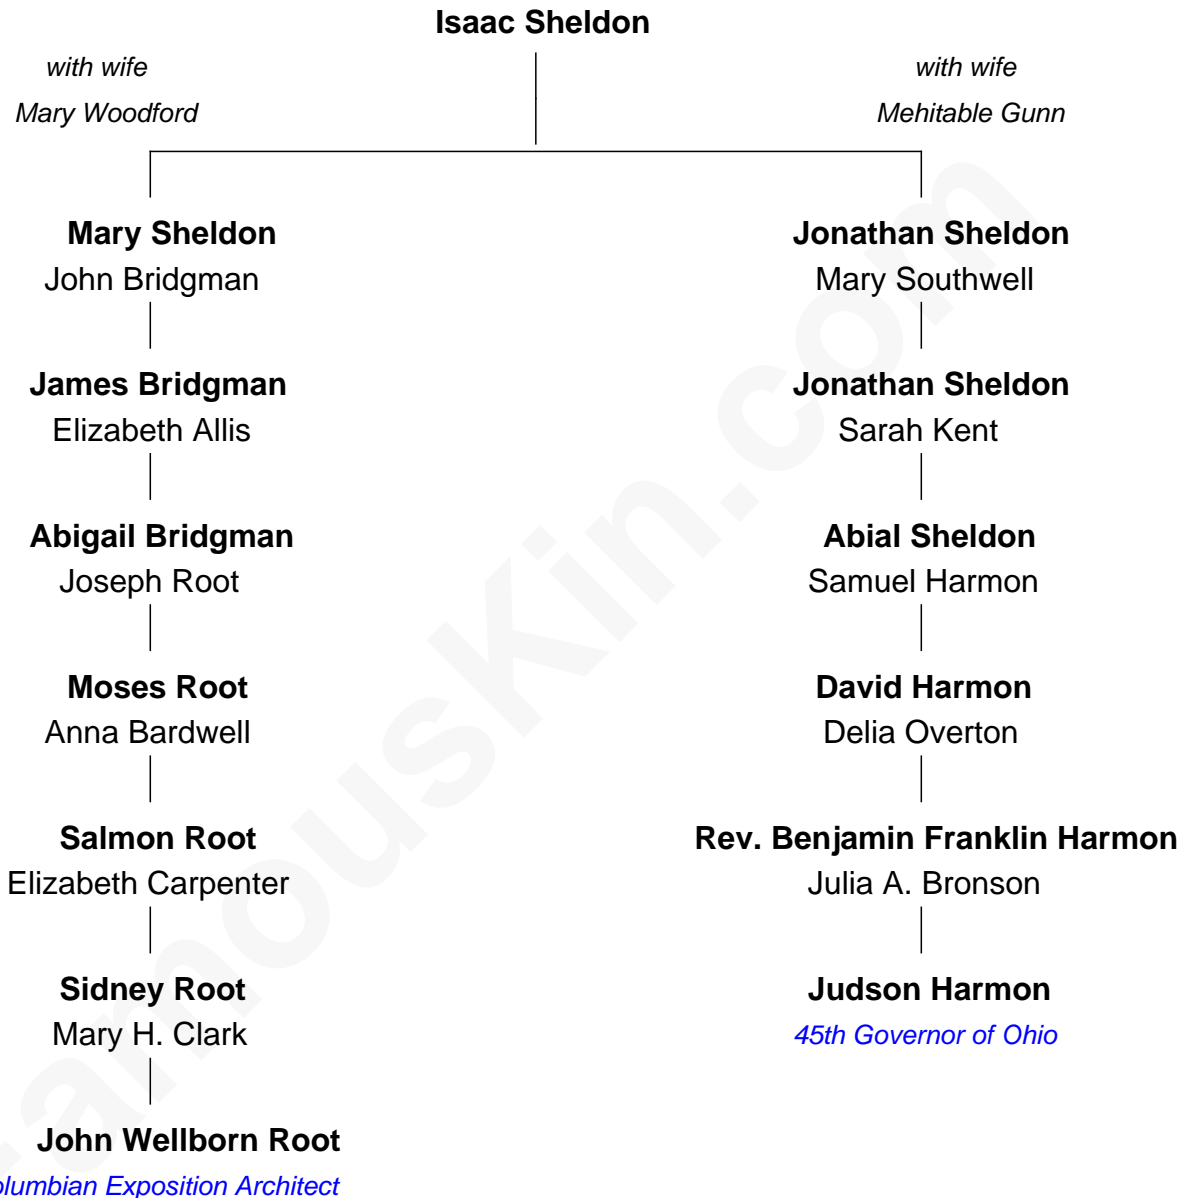 Isaac Sheldon
with wife
Mary Woodford
with wife
Mehitable Gunn
Mary Sheldon
John Bridgman
Jonathan Sheldon
Mary Southwell
James Bridgman
Elizabeth Allis
Jonathan Sheldon
Sarah Kent
Abigail Bridgman
Joseph Root
Abial Sheldon
Samuel Harmon
Moses Root
Anna Bardwell
David Harmon
Delia Overton
Salmon Root
Elizabeth Carpenter
Rev. Benjamin Franklin Harmon
Julia A. Bronson
Sidney Root
Mary H. Clark
Judson Harmon
45th Governor of Ohio
John Wellborn Root
olumbian Exposition Architect
amousKin.com